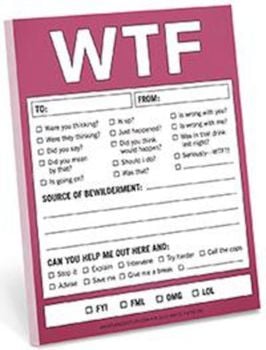 WTF
TO: FROM:
Were you thinking? Is up? Is wrong with you?
Were they thinking? Just happened? Is wrong with me?
Did you say? Did you think would happen? Was in that drink last night?
Did you mean by that? Should I do? Seriously—WTF?!
Is going on? Was that?
SOURCE OF BEWILDERMENT:
CAN YOU HELP ME OUT HERE AND:
Stop it Explain Intervene Try harder Call the cops
Advise Save me Give me a break
FYI FML OMG LOL